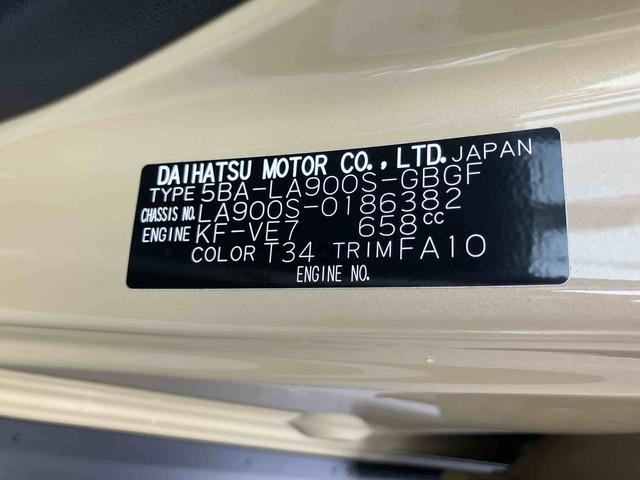 DAIHATSU MOTOR CO., LTD. JAPAN
TYPE 5BA-LA900S-GBGF
CHASSIS NO. LA900S-0186382
ENGINE KF-VE7 658cc
COLOR T34 TRIM FA10
ENGINE NO.